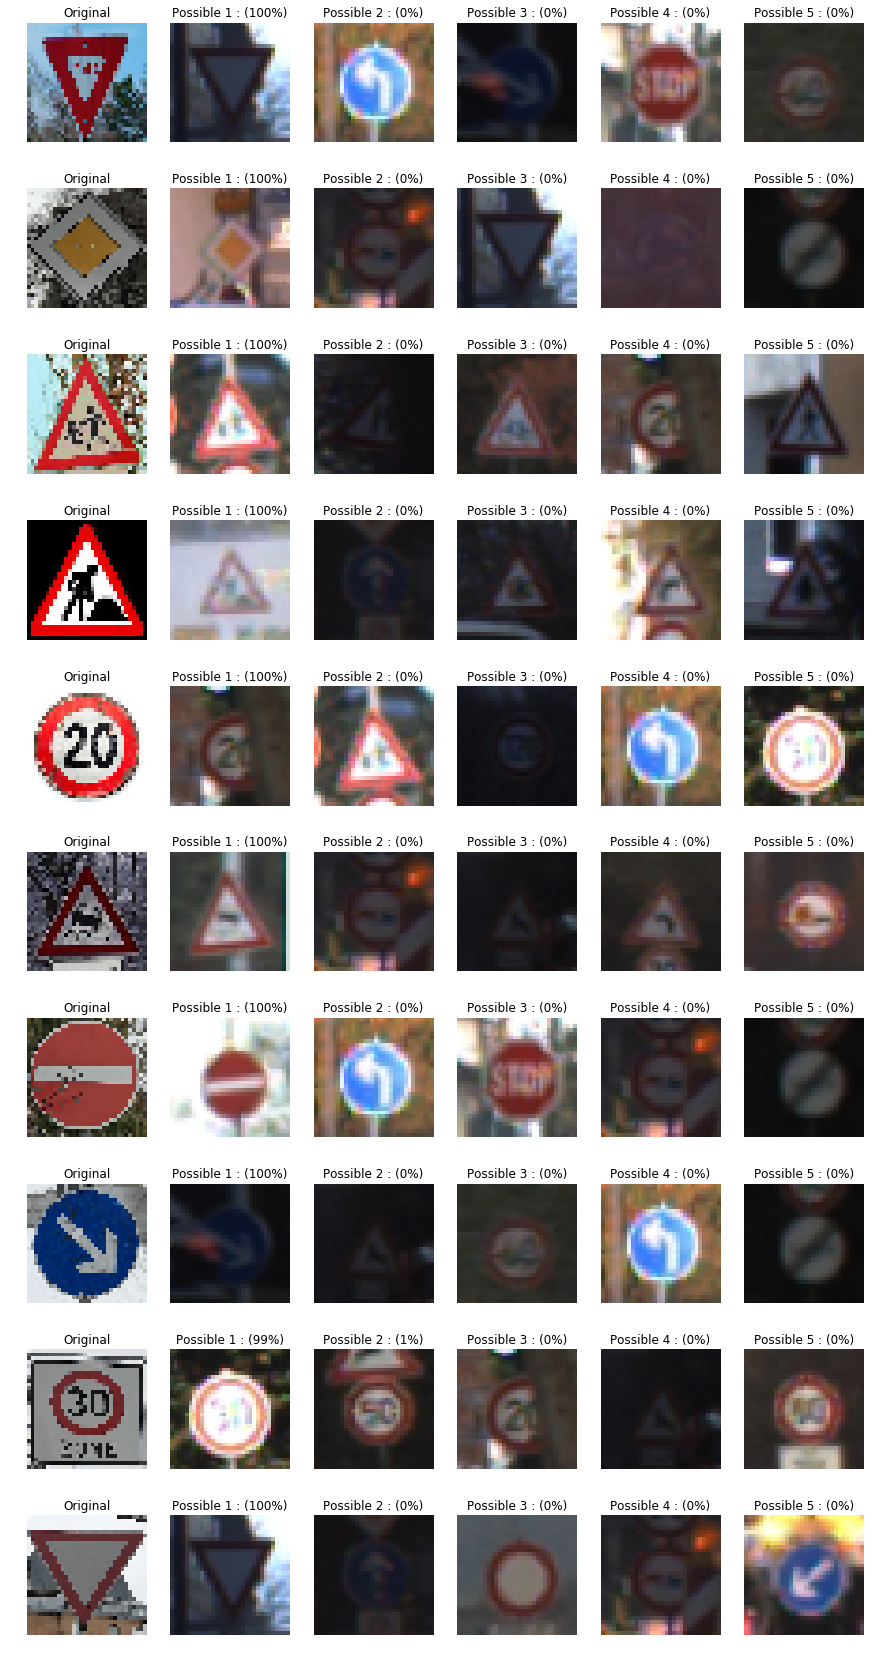 Original Possible 1 : (100%) Possible 2 : (0%) Possible 3 : (0%) Possible 4 : (0%) Possible 5 : (0%)
STOP
Original Possible 1 : (100%) Possible 2 : (0%) Possible 3 : (0%) Possible 4 : (0%) Possible 5 : (0%)
Original Possible 1 : (100%) Possible 2 : (0%) Possible 3 : (0%) Possible 4 : (0%) Possible 5 : (0%)
Original Possible 1 : (100%) Possible 2 : (0%) Possible 3 : (0%) Possible 4 : (0%) Possible 5 : (0%)
Original Possible 1 : (100%) Possible 2 : (0%) Possible 3 : (0%) Possible 4 : (0%) Possible 5 : (0%)
20 30
Original Possible 1 : (100%) Possible 2 : (0%) Possible 3 : (0%) Possible 4 : (0%) Possible 5 : (0%)
Original Possible 1 : (100%) Possible 2 : (0%) Possible 3 : (0%) Possible 4 : (0%) Possible 5 : (0%)
STOP
Original Possible 1 : (100%) Possible 2 : (0%) Possible 3 : (0%) Possible 4 : (0%) Possible 5 : (0%)
Original Possible 1 : (99%) Possible 2 : (1%) Possible 3 : (0%) Possible 4 : (0%) Possible 5 : (0%)
30 30 50
ZONE
Original Possible 1 : (100%) Possible 2 : (0%) Possible 3 : (0%) Possible 4 : (0%) Possible 5 : (0%)